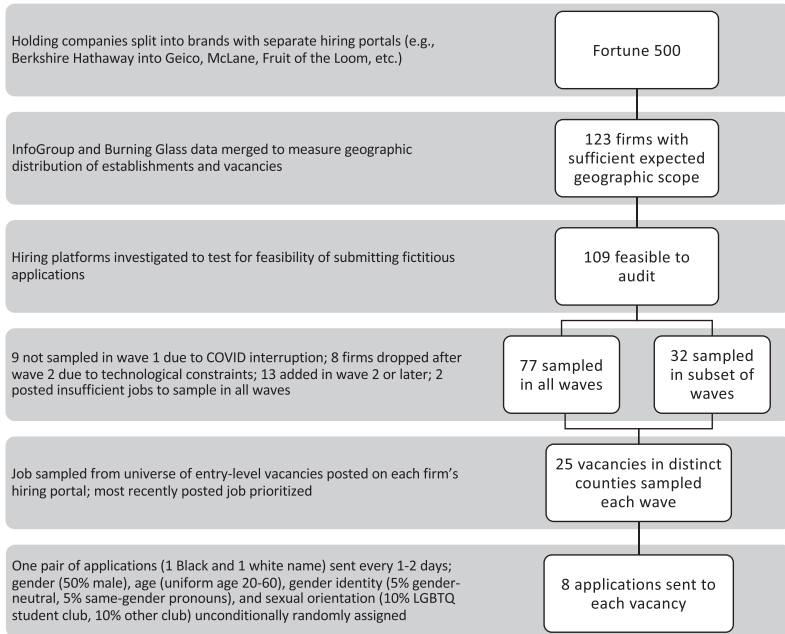 Holding companies split into brands with separate hiring portals (e.g.,
Berkshire Hathaway into Geico, McLane, Fruit of the Loom, etc.)
Fortune 500
InfoGroup and Burning Glass data merged to measure geographic
distribution of establishments and vacancies
123 firms with
sufficient expected
geographic scope
Hiring platforms investigated to test for feasibility of submitting fictitious
applications
109 feasible to
audit
9 not sampled in wave 1 due to COVID interruption; 8 firms dropped after
wave 2 due to technological constraints; 13 added in wave 2 or later; 2
posted insufficient jobs to sample in all waves
77 sampled
in all waves
32 sampled
in subset of
waves
Job sampled from universe of entry-level vacancies posted on each firm's
hiring portal; most recently posted job prioritized
25 vacancies in distinct
counties sampled
each wave
One pair of applications (1 Black and 1 white name) sent every 1-2 days;
gender (50% male), age (uniform age 20-60), gender identity (5% gender-
neutral, 5% same-gender pronouns), and sexual orientation (10% LGBTQ
student club, 10% other club) unconditionally randomly assigned
8 applications sent to
each vacancy